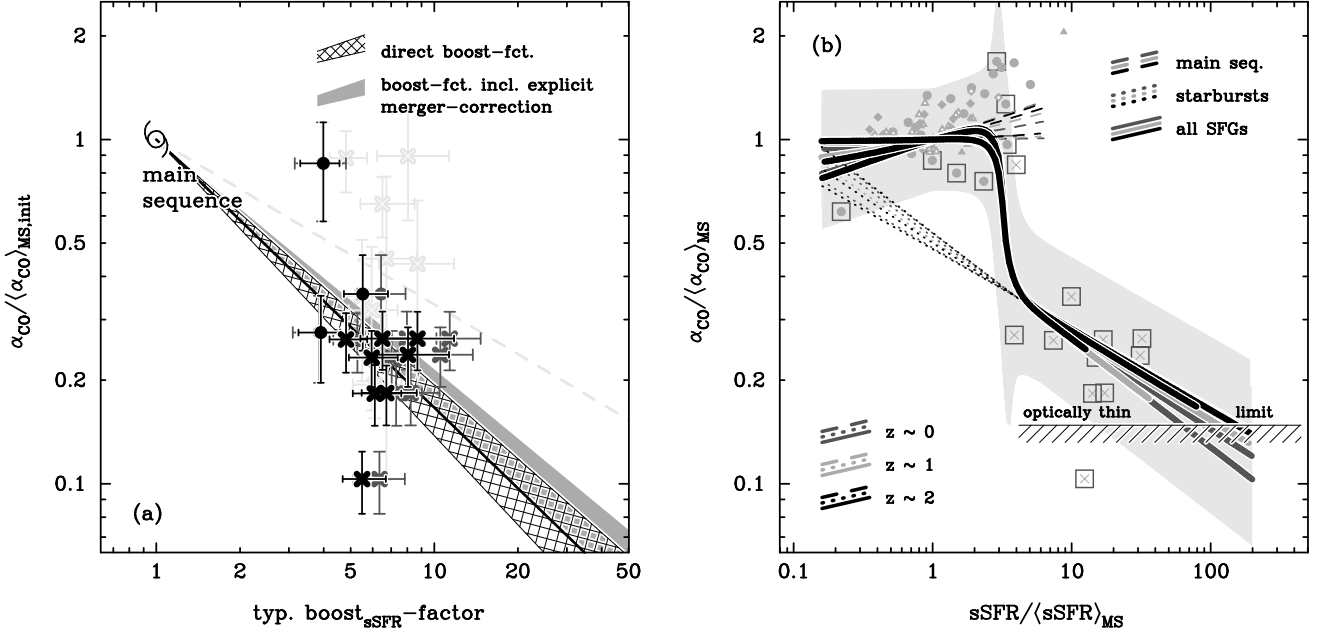 direct boost-fct.
boost-fct. incl. explicit
merger-correction
main
sequence
(a)
2
1
0.5
0.2
0.1
α_CO/⟨α_CO⟩_MS,init
1 2 5 10 20 50
typ. boost_sSFR-factor
(b)
main seq.
starbursts
all SFGs
optically thin limit
z ~ 0
z ~ 1
z ~ 2
2
1
0.5
0.2
0.1
α_CO/⟨α_CO⟩_MS
0.1 1 10 100
sSFR/⟨sSFR⟩_MS